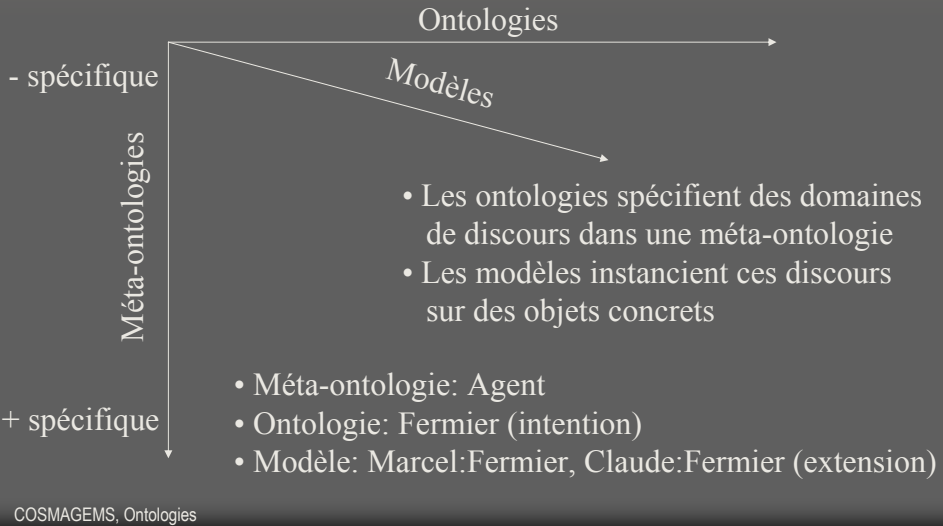 Ontologies
- spécifique
Modèles
Méta-ontologies
• Les ontologies spécifient des domaines
de discours dans une méta-ontologie
• Les modèles instancient ces discours
sur des objets concrets
+ spécifique
• Méta-ontologie: Agent
• Ontologie: Fermier (intention)
• Modèle: Marcel:Fermier, Claude:Fermier (extension)
COSMAGEMS, Ontologies